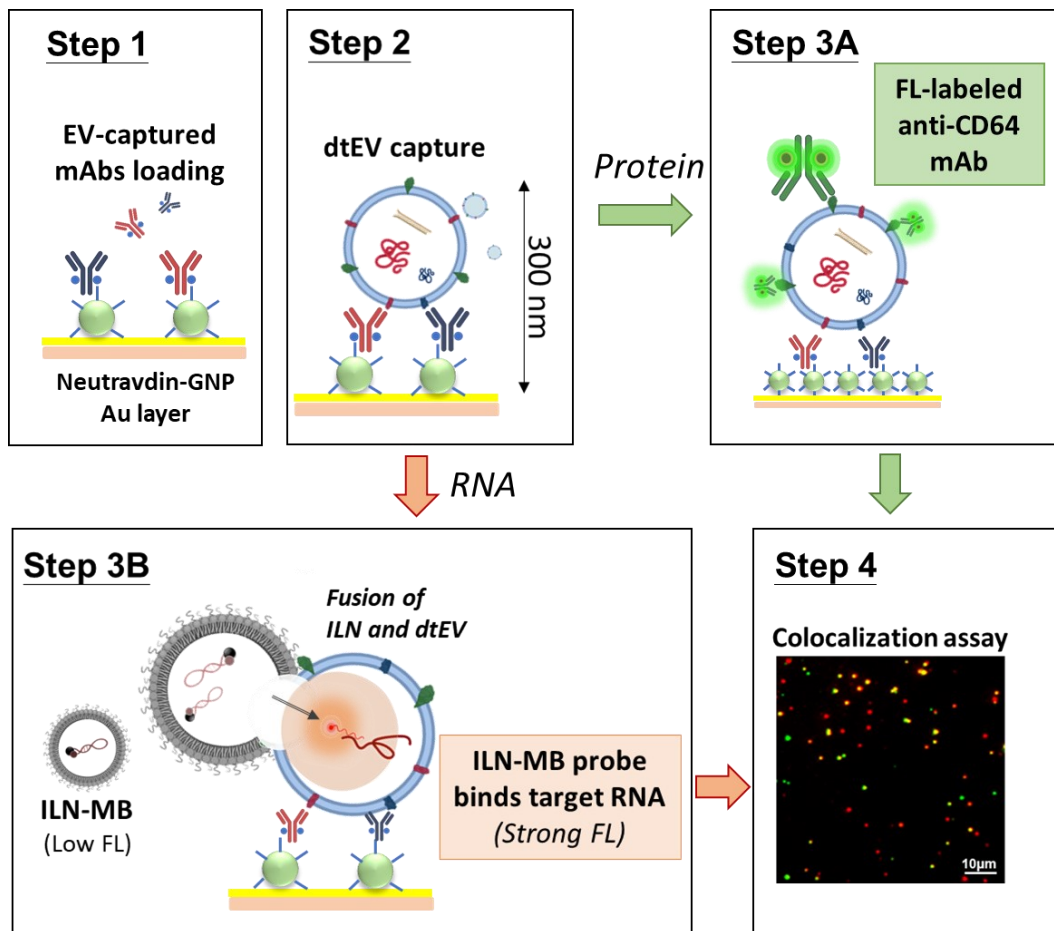 Step 1
EV-captured
mAbs loading
Neutravdin-GNP
Au layer
Step 2
dtEV capture
300 nm
Protein
Step 3A
FL-labeled
anti-CD64
mAb
RNA
Step 3B
Fusion of
ILN and dtEV
ILN-MB
(Low FL)
ILN-MB probe
binds target RNA
(Strong FL)
Step 4
Colocalization assay
10μm